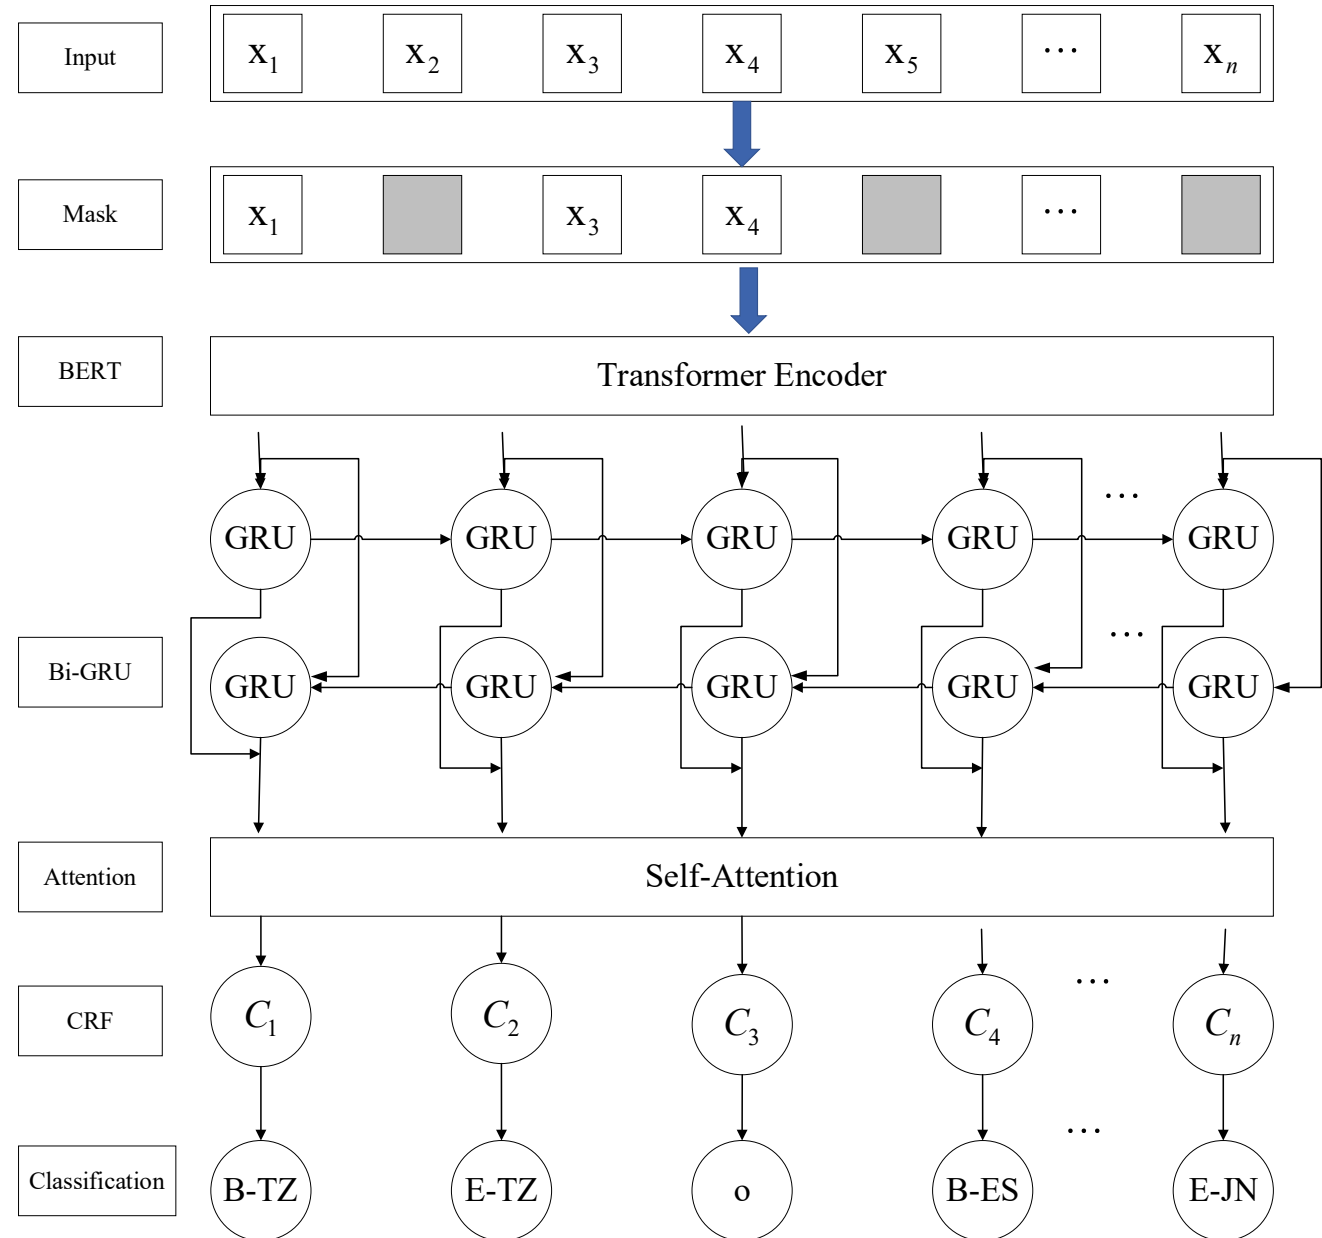 Input x1 x2 x3 x4 x5 ... xn
Mask x1 x3 x4 ...
BERT Transformer Encoder
...
GRU GRU GRU GRU GRU
...
Bi-GRU GRU GRU GRU GRU GRU
Attention Self-Attention
...
CRF C1 C2 C3 C4 Cn
...
Classification B-TZ E-TZ o B-ES E-JN